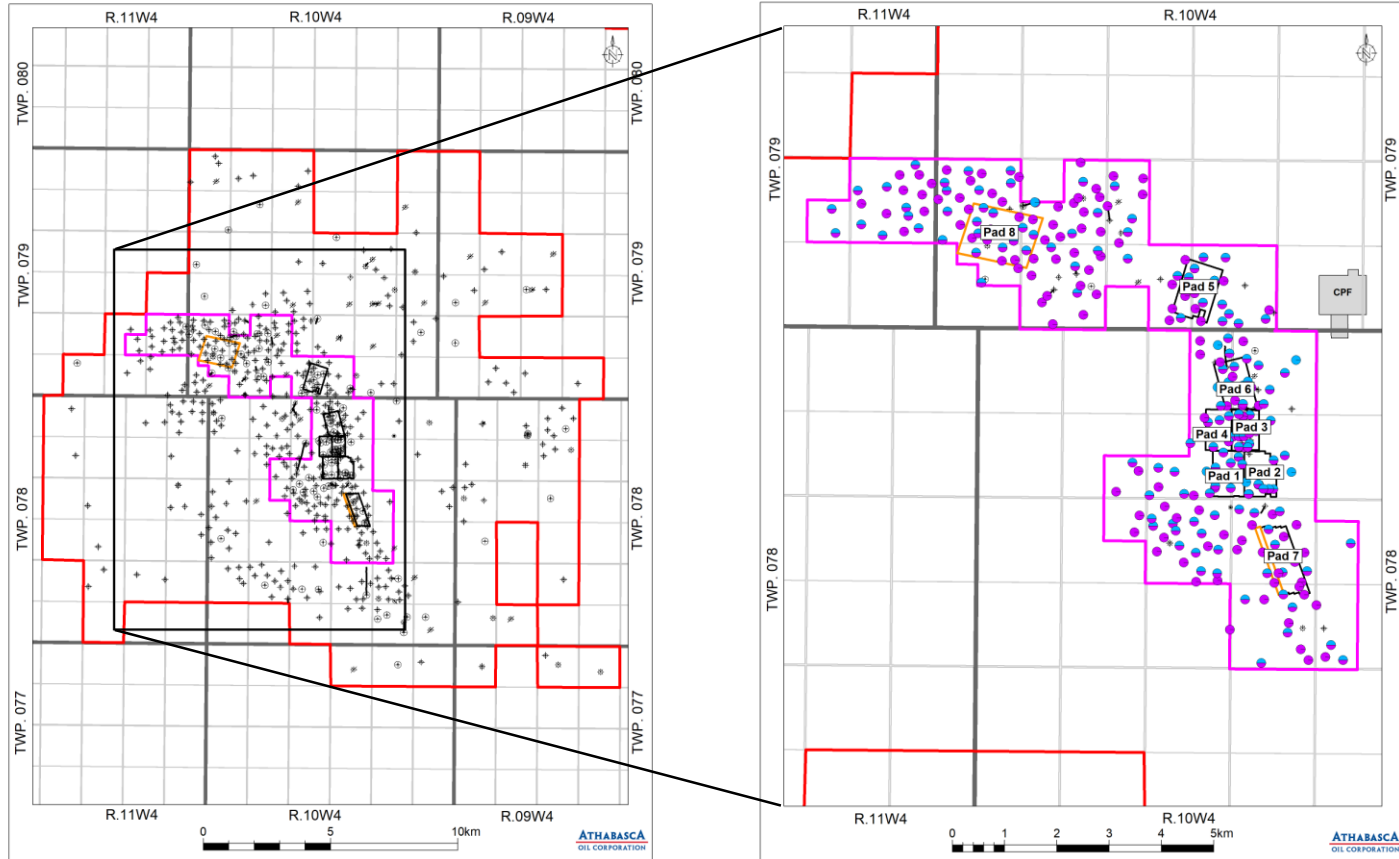 R.11W4 R.10W4 R.09W4
TWP. 080 TWP. 080
TWP. 079 TWP. 079
TWP. 078 TWP. 078
TWP. 077 TWP. 077
R.11W4 R.10W4 R.09W4
0 5 10km
ATHABASCA
OIL CORPORATION
R.11W4 R.10W4
TWP. 079 TWP. 079
Pad 8
Pad 5
CPF
Pad 6
Pad 3
Pad 4
Pad 1 Pad 2
Pad 7
TWP. 078 TWP. 078
R.11W4 R.10W4
0 1 2 3 4 5km
ATHABASCA
OIL CORPORATION